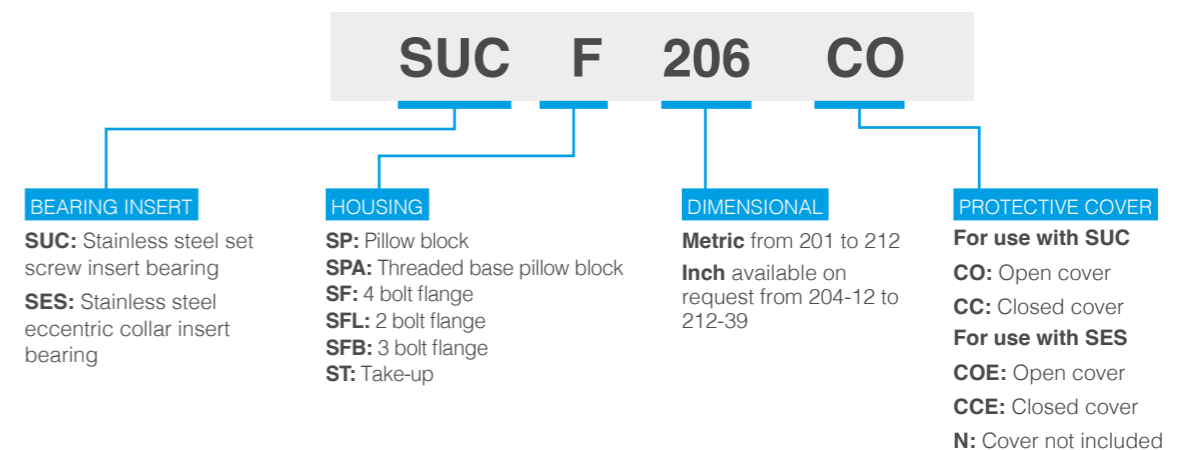 SUC F 206 CO
BEARING INSERT
SUC: Stainless steel set
screw insert bearing
SES: Stainless steel
eccentric collar insert
bearing
HOUSING
SP: Pillow block
SPA: Threaded base pillow block
SF: 4 bolt flange
SFL: 2 bolt flange
SFB: 3 bolt flange
ST: Take-up
DIMENSIONAL
Metric from 201 to 212
Inch available on
request from 204-12 to
212-39
PROTECTIVE COVER
For use with SUC
CO: Open cover
CC: Closed cover
For use with SES
COE: Open cover
CCE: Closed cover
N: Cover not included